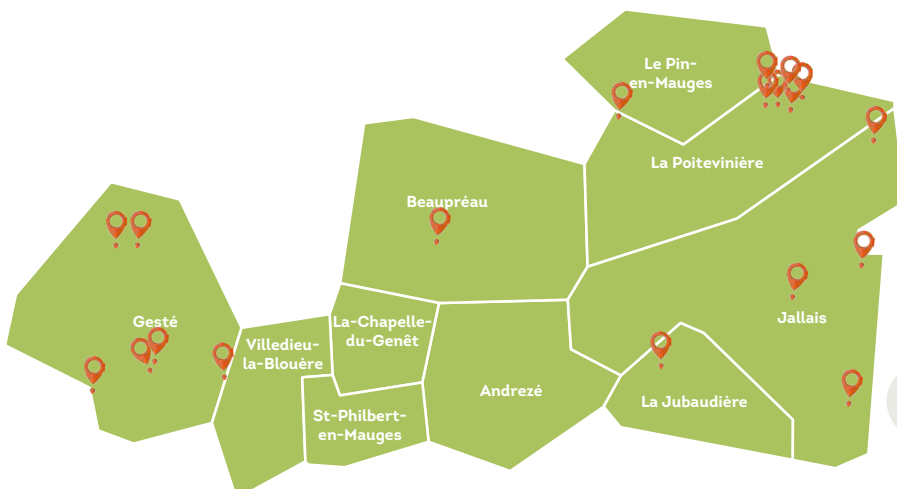 Le Pin-
en-Mauges
La Poitevinière
Beaupréau
Gesté
La-Chapelle-
du-Genêt
Villedieu-
la-Blouère
Jallais
Andrezé
La Jubaudière
St-Philbert-
en-Mauges